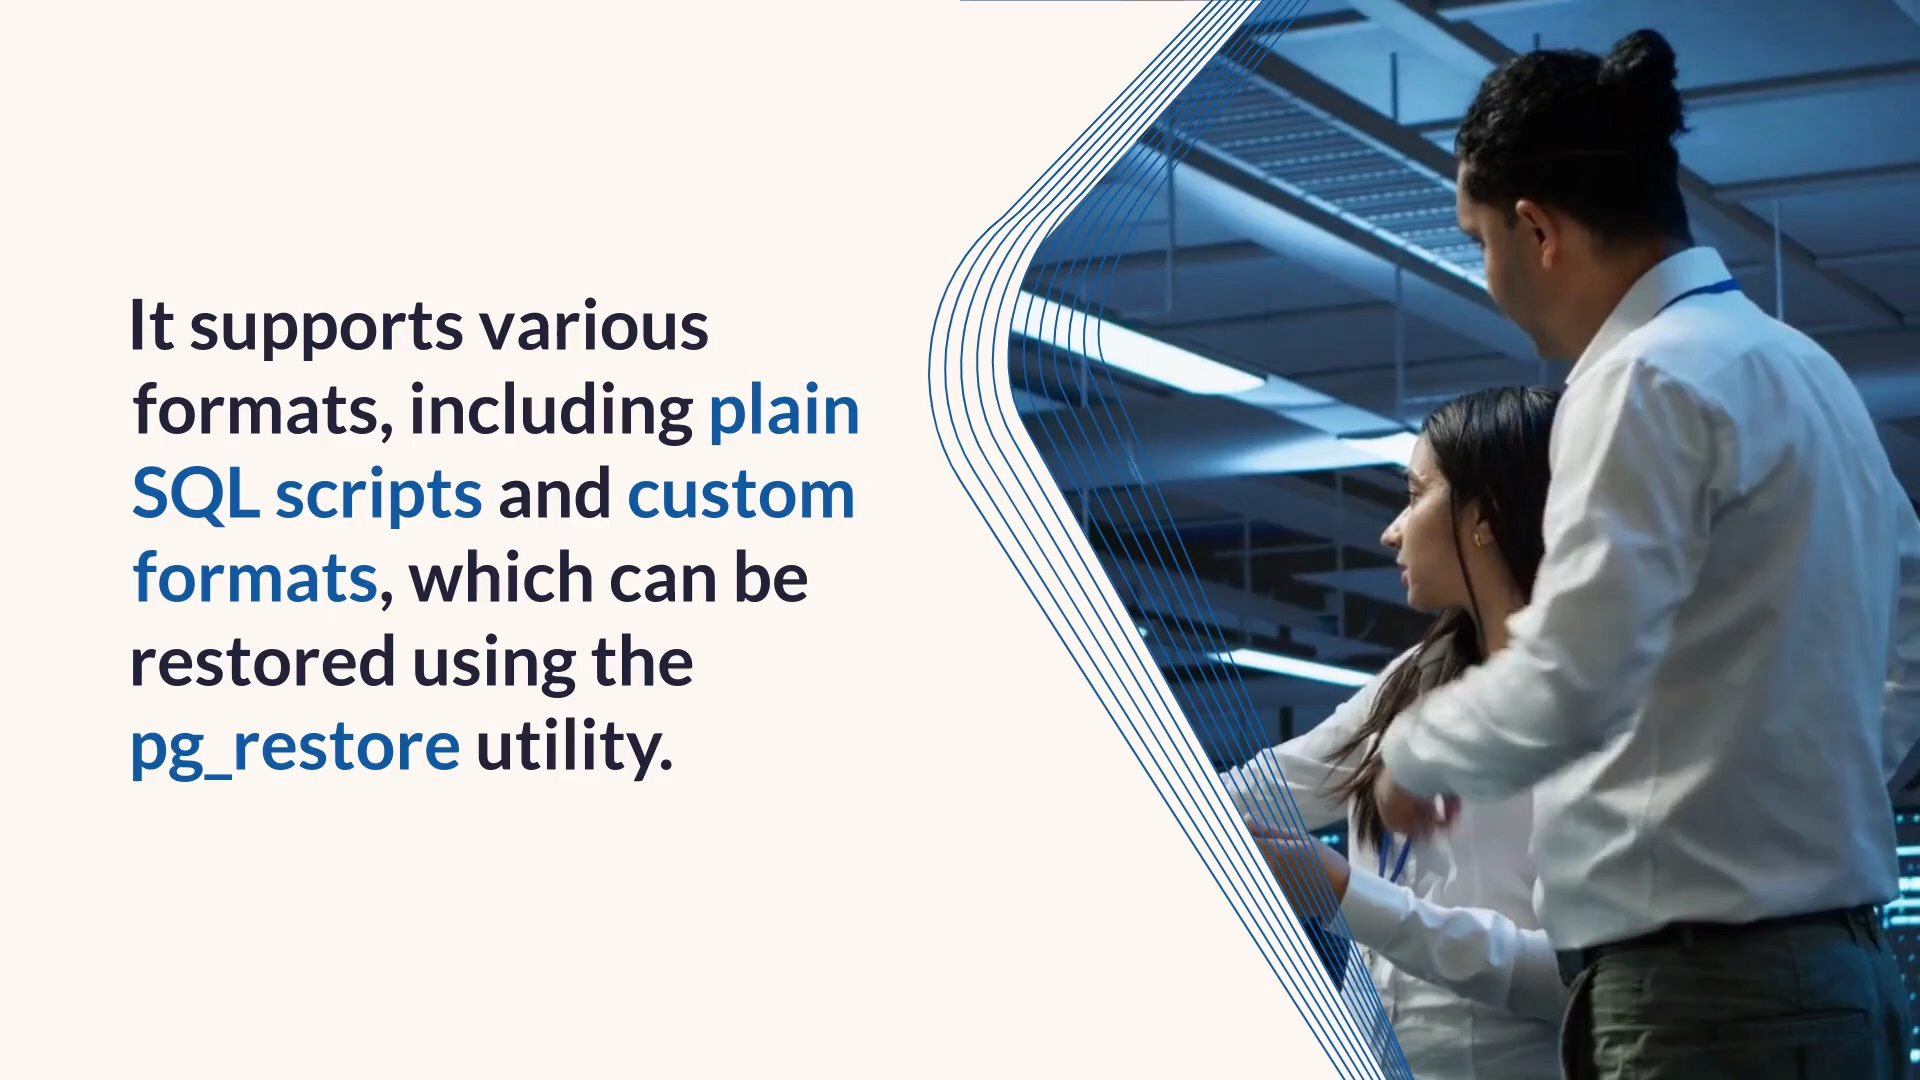 It supports various
formats, including plain
SQL scripts and custom
formats, which can be
restored using the
pg_restore utility.